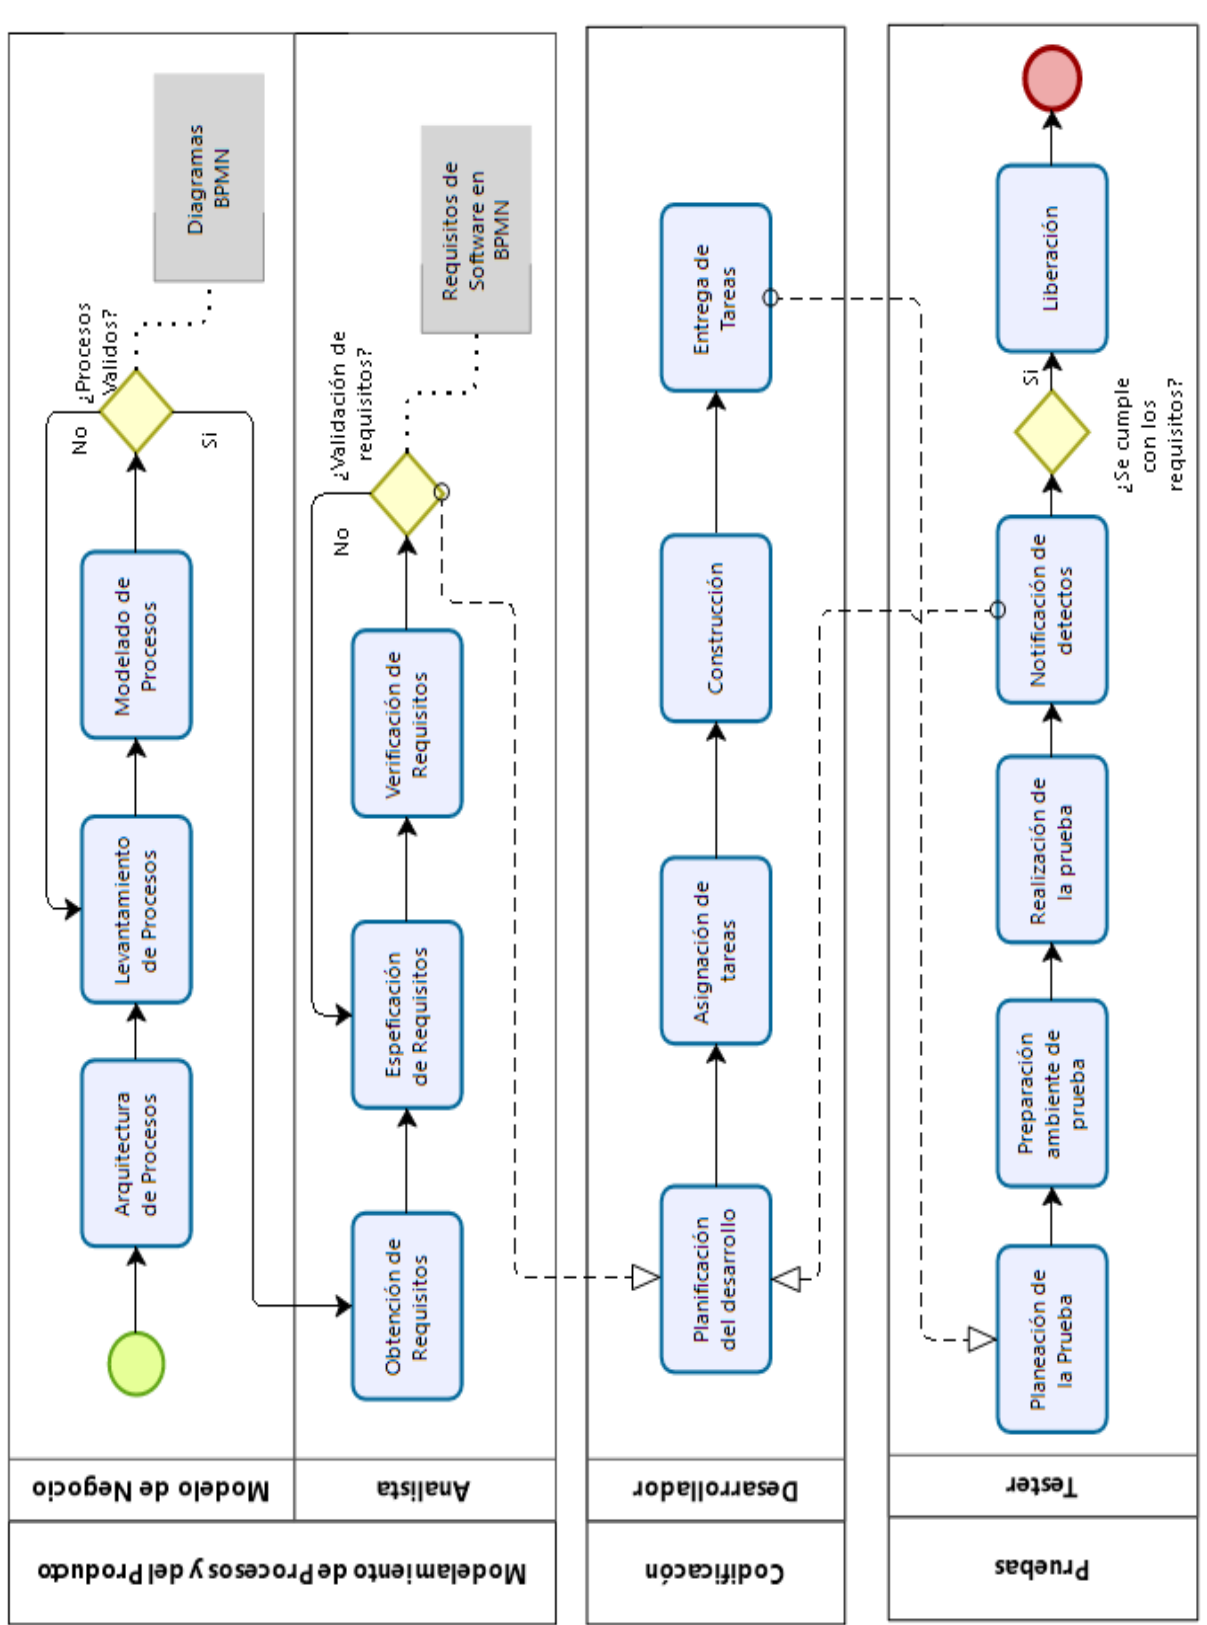 Modelamiento de Procesos y del Producto
Modelo de Negocio
Arquitectura
de Procesos
Levantamiento
de Procesos
Modelado de
Procesos
¿Procesos
Validos?
No
Si
Diagramas
BPMN
Analista
Obtención de
Requisitos
Espeficación
de Requisitos
Verificación de
Requisitos
¿Validación de
requisitos?
No
Requisitos de
Software en
BPMN
Codificacón
Desarrollador
Planificación
del desarrollo
Asignación de
tareas
Construcción
Entrega de
Tareas
Pruebas
Tester
Planeación de
la Prueba
Preparación
ambiente de
prueba
Realización de
la prueba
Notificación de
detectos
¿Se cumple
con los
requisitos?
Si
Liberación